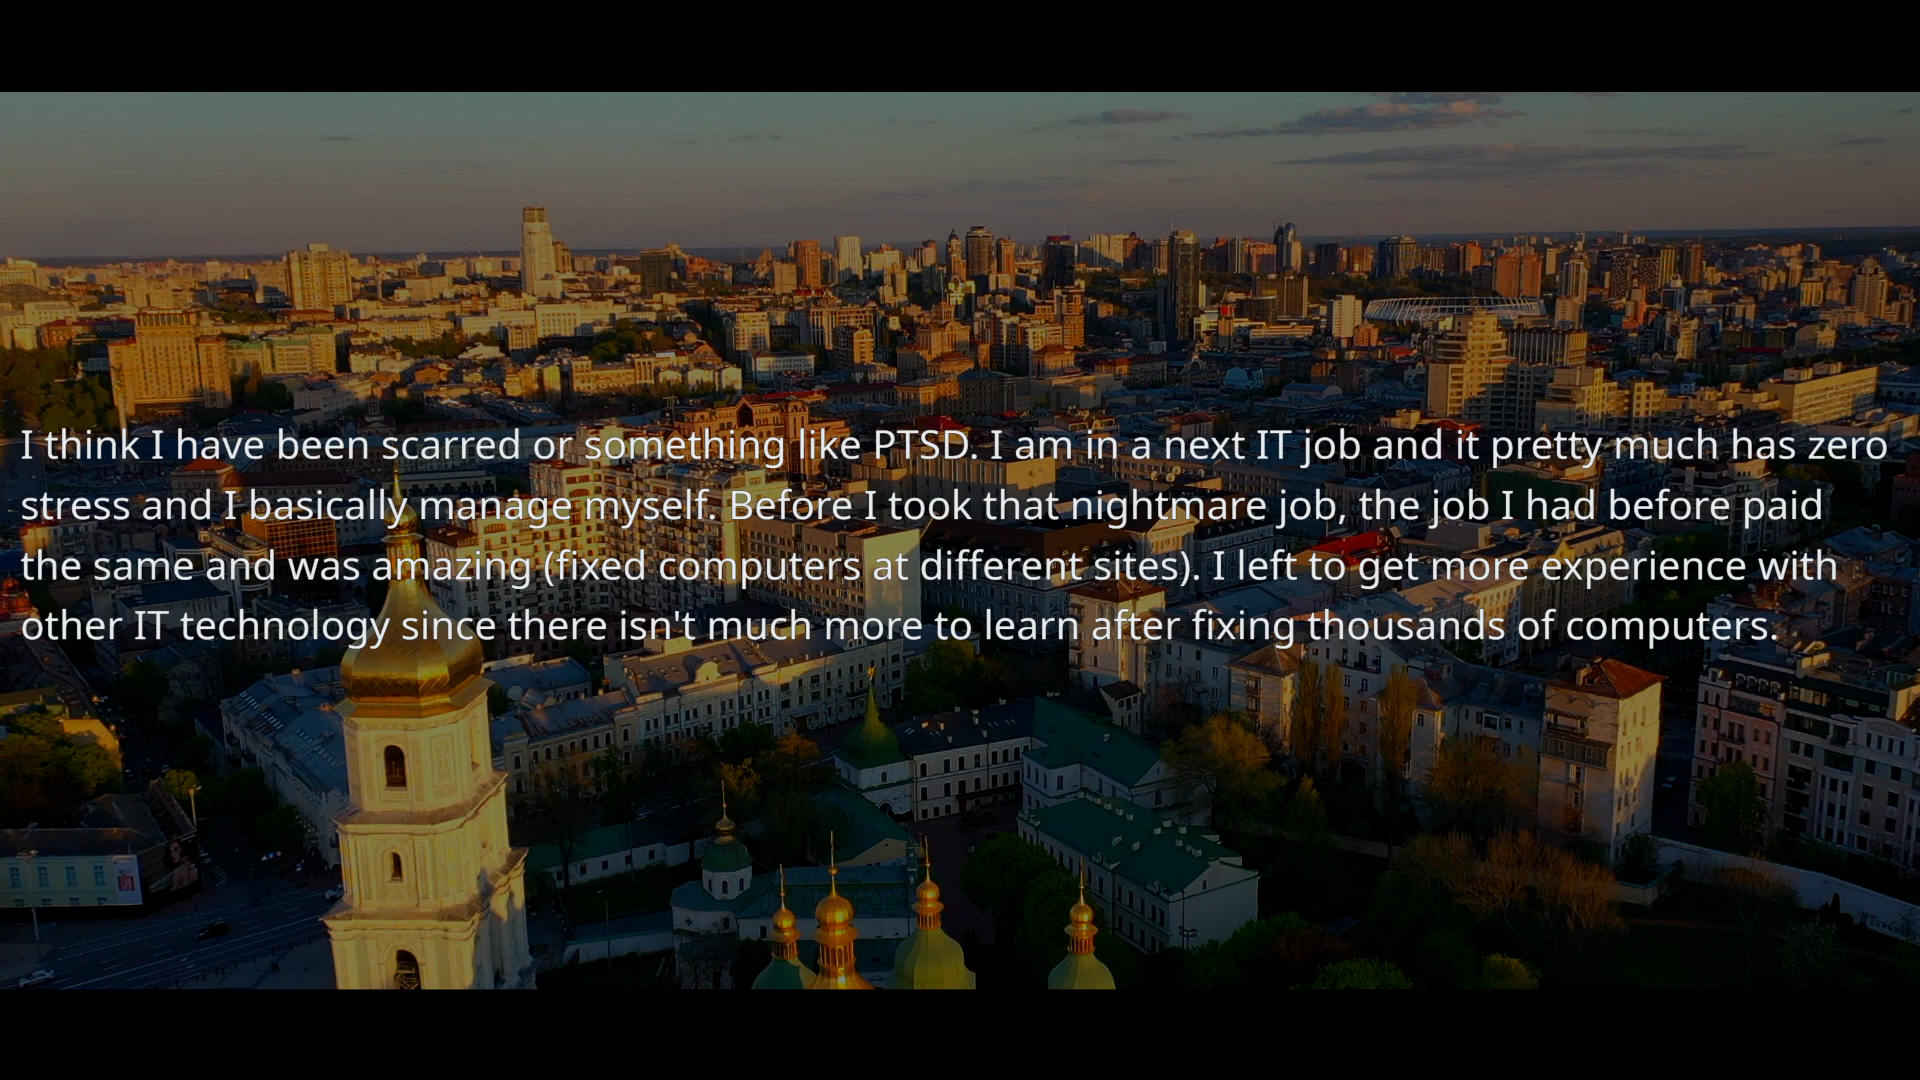 I think I have been scarred or something like PTSD. I am in a next IT job and it pretty much has zero
stress and I basically manage myself. Before I took that nightmare job, the job I had before paid
the same and was amazing (fixed computers at different sites). I left to get more experience with
other IT technology since there isn't much more to learn after fixing thousands of computers.